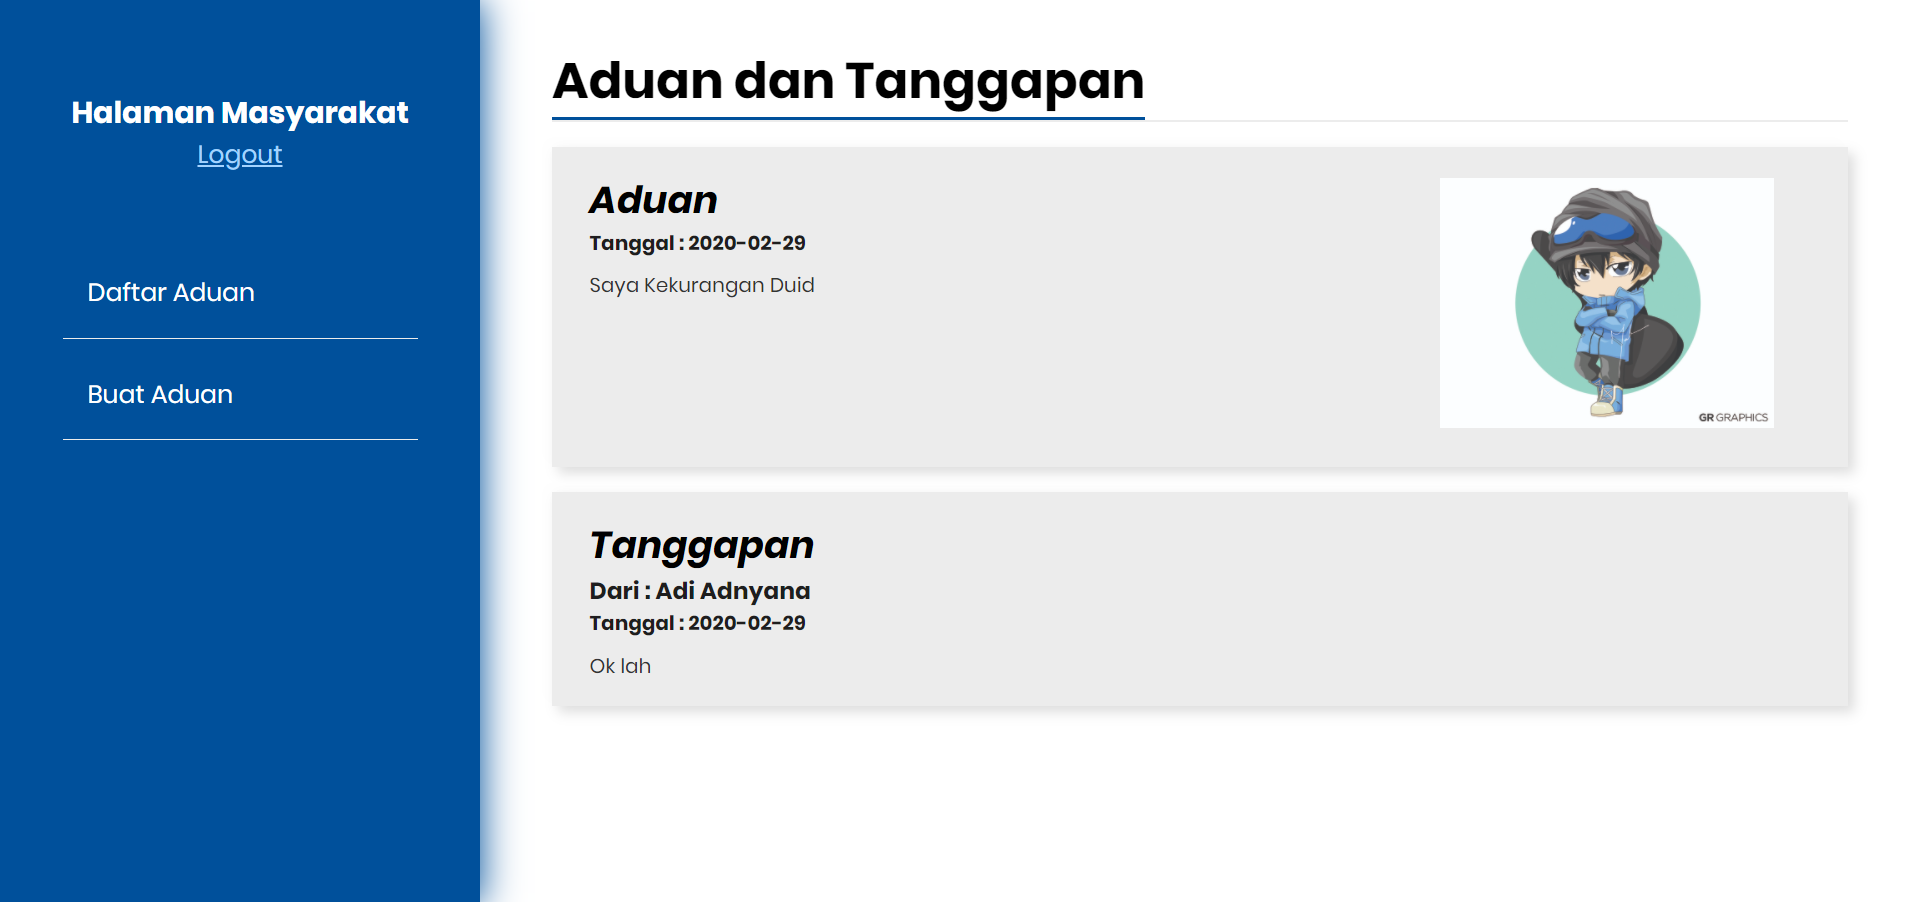 Halaman Masyarakat
Logout
Daftar Aduan
Buat Aduan
Aduan dan Tanggapan
Aduan
Tanggal : 2020-02-29
Saya Kekurangan Duid
GR GRAPHICS
Tanggapan
Dari : Adi Adnyana
Tanggal : 2020-02-29
Ok lah